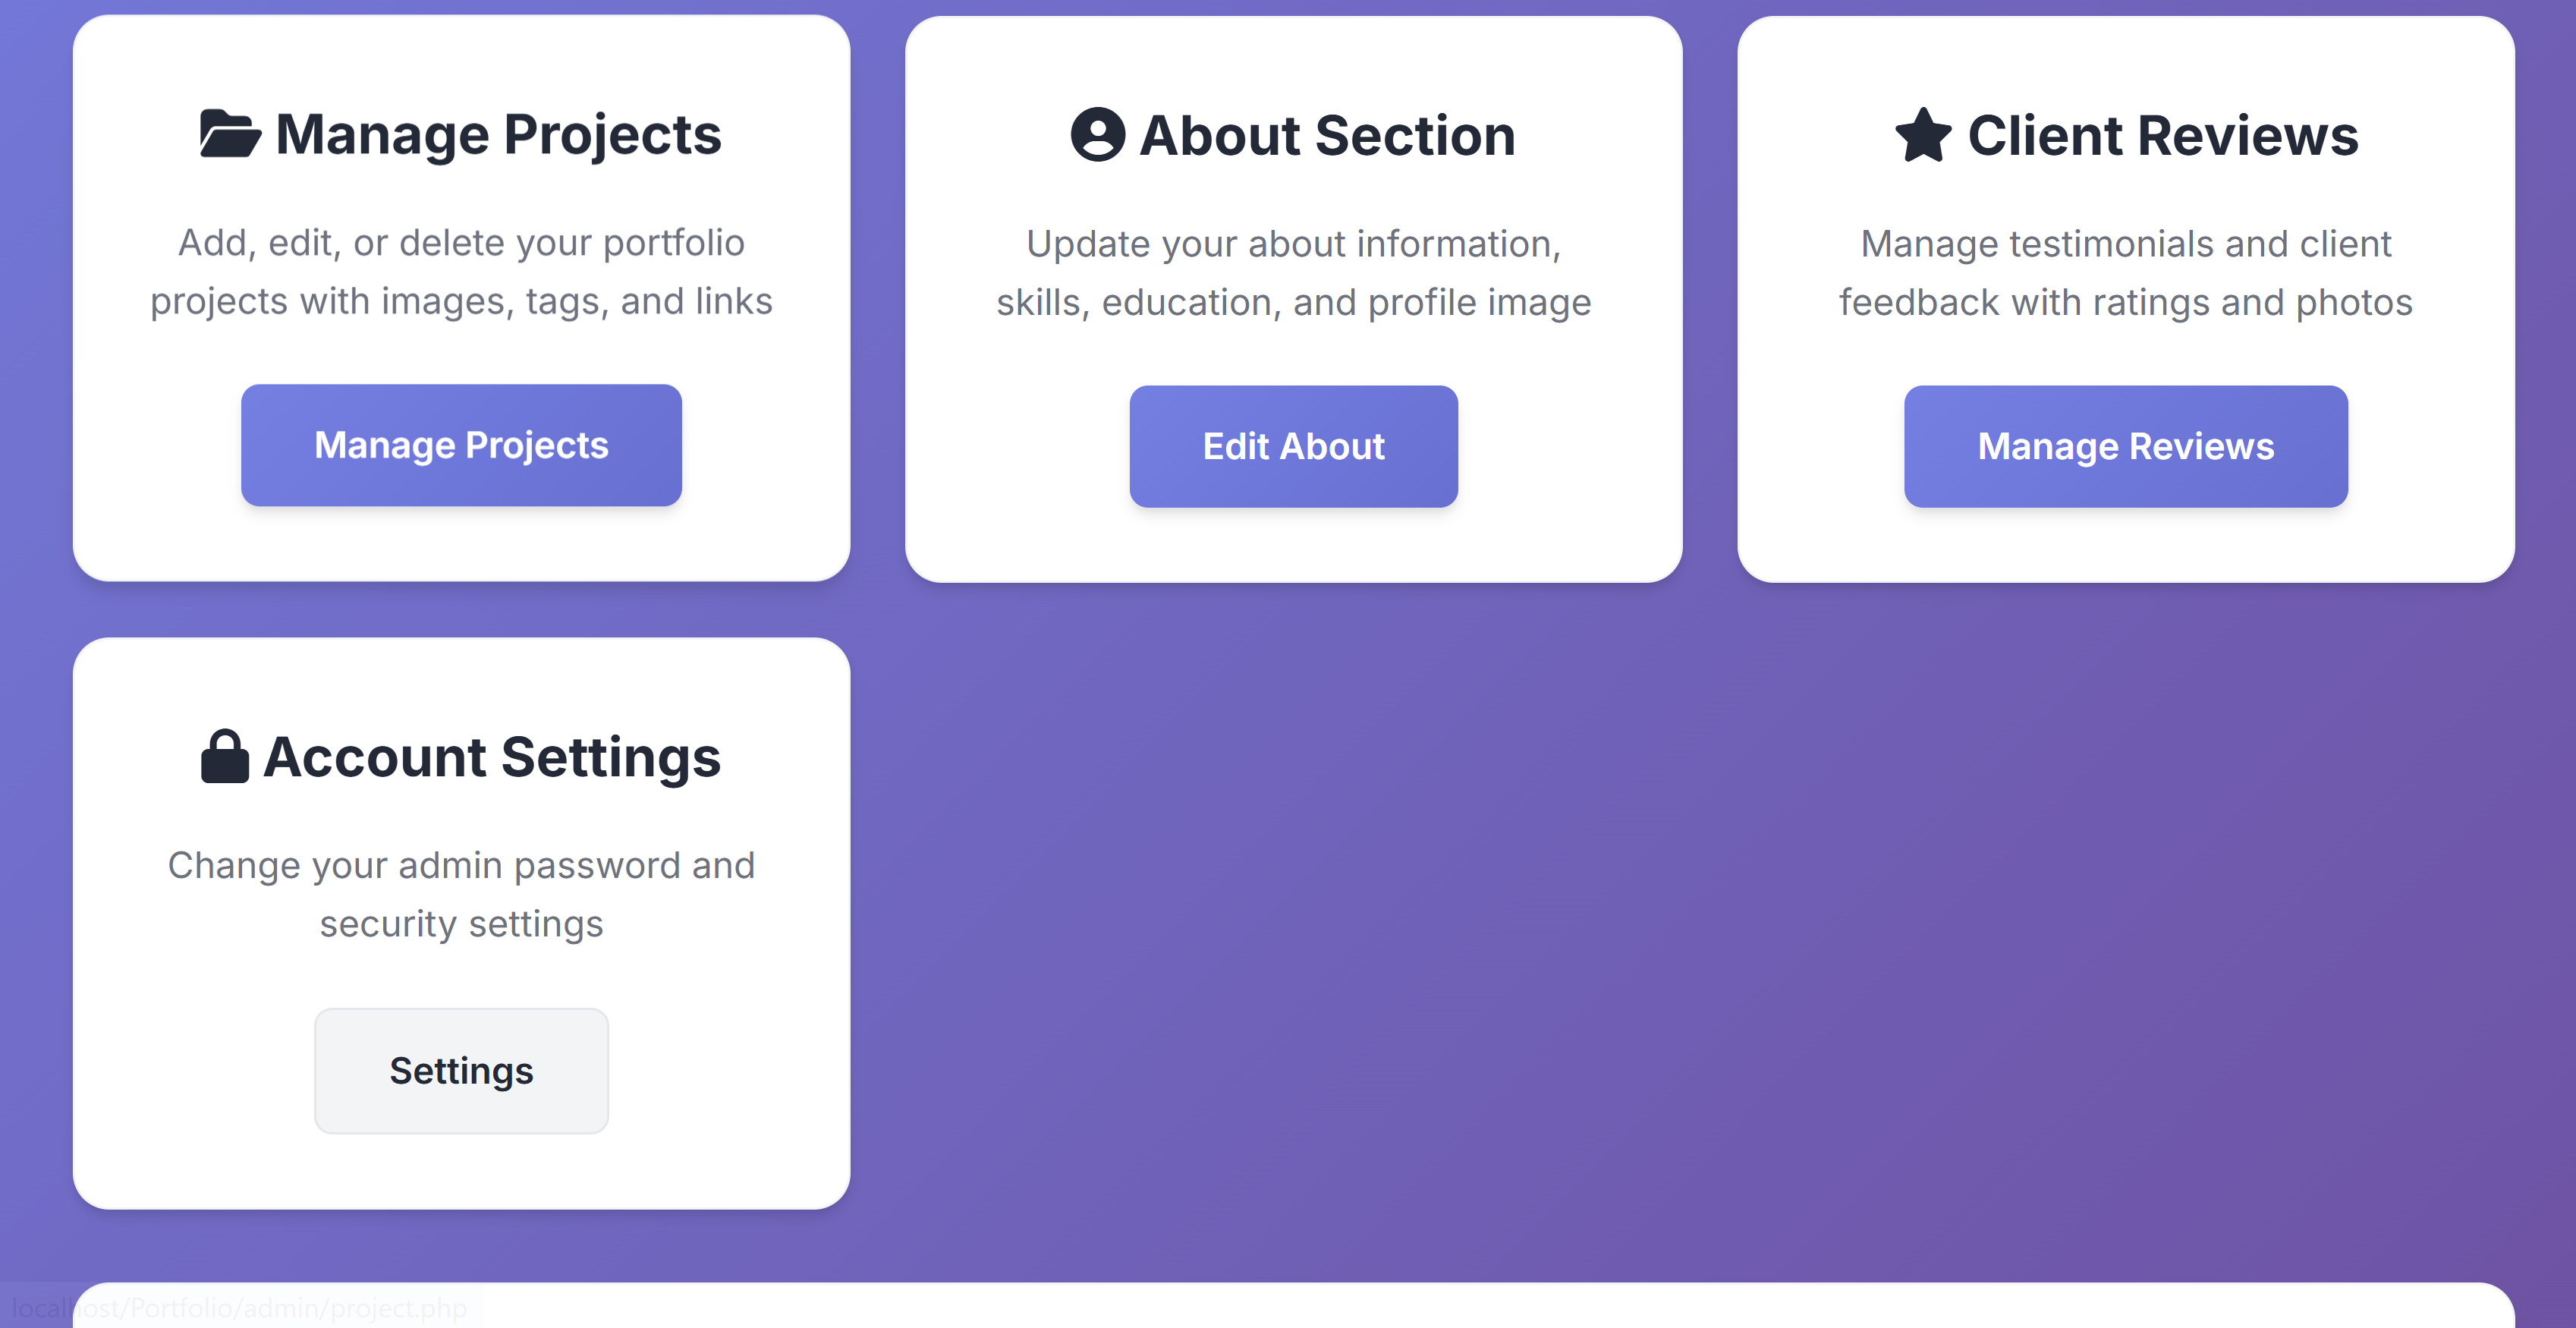 Manage Projects
Add, edit, or delete your portfolio
projects with images, tags, and links
Manage Projects
About Section
Update your about information,
skills, education, and profile image
Edit About
Client Reviews
Manage testimonials and client
feedback with ratings and photos
Manage Reviews
Account Settings
Change your admin password and
security settings
Settings
localhost/Portfolio/admin/project.php